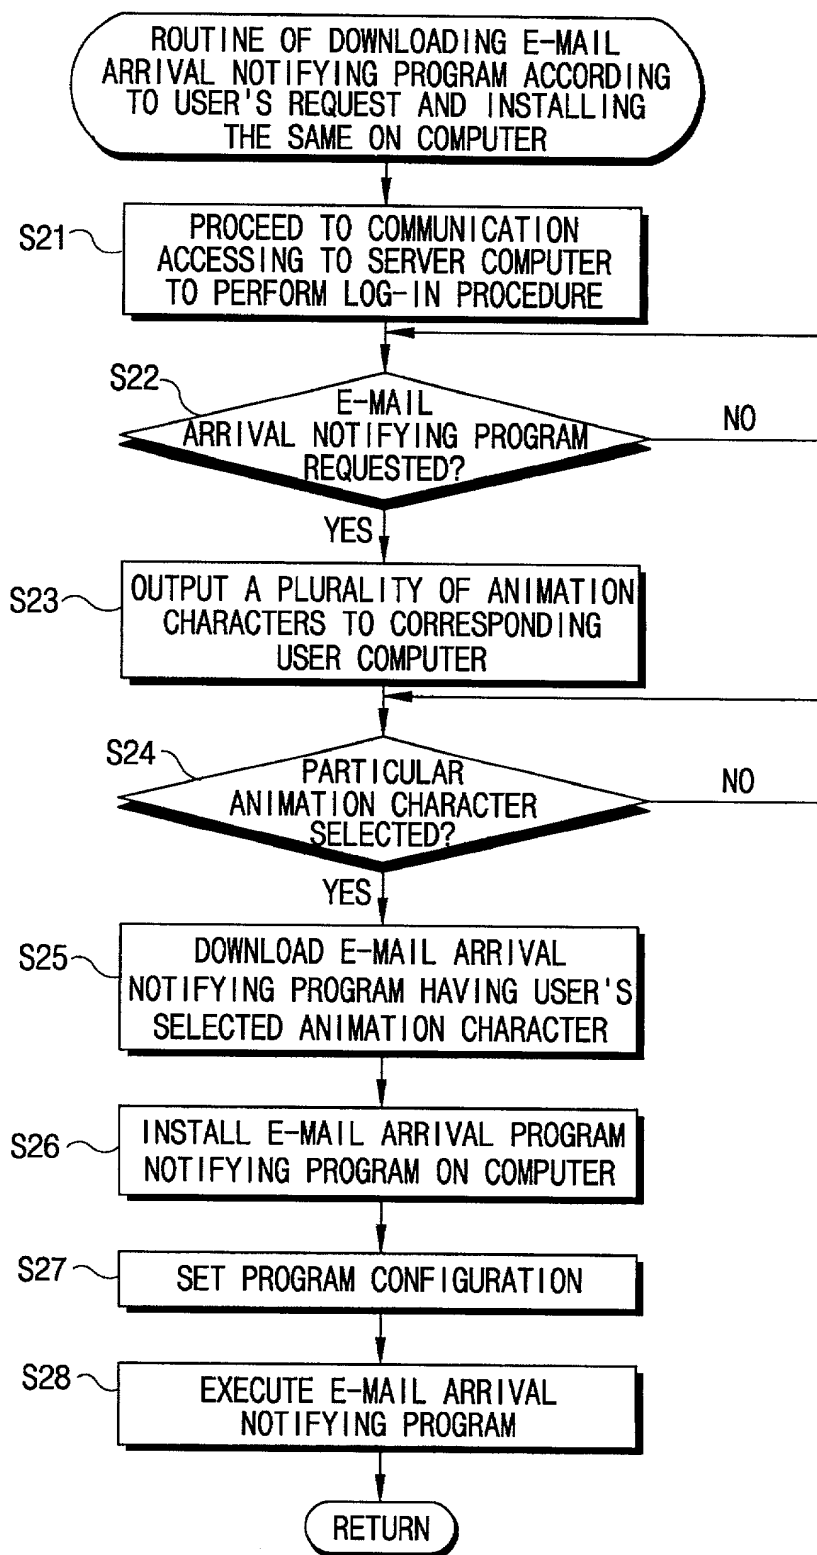 ROUTINE OF DOWNLOADING E-MAIL
ARRIVAL NOTIFYING PROGRAM ACCORDING
TO USER'S REQUEST AND INSTALLING
THE SAME ON COMPUTER
S21
PROCEED TO COMMUNICATION
ACCESSING TO SERVER COMPUTER
TO PERFORM LOG-IN PROCEDURE
S22
E-MAIL
ARRIVAL NOTIFYING PROGRAM
REQUESTED?
NO
YES
S23
OUTPUT A PLURALITY OF ANIMATION
CHARACTERS TO CORRESPONDING
USER COMPUTER
S24
PARTICULAR
ANIMATION CHARACTER
SELECTED?
NO
YES
S25
DOWNLOAD E-MAIL ARRIVAL
NOTIFYING PROGRAM HAVING USER'S
SELECTED ANIMATION CHARACTER
S26
INSTALL E-MAIL ARRIVAL PROGRAM
NOTIFYING PROGRAM ON COMPUTER
S27
SET PROGRAM CONFIGURATION
S28
EXECUTE E-MAIL ARRIVAL
NOTIFYING PROGRAM
RETURN